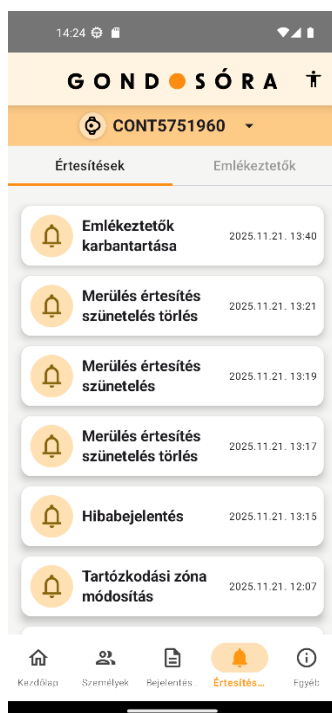 14:24
GONDOSÓRA
CONT5751960
Értesítések Emlékeztetők
Emlékeztetők
karbantartása
2025.11.21. 13:40
Merülés értesítés
szünetelés törlés
2025.11.21. 13:21
Merülés értesítés
szünetelés
2025.11.21. 13:19
Merülés értesítés
szünetelés törlés
2025.11.21. 13:17
Hibabejelentés
2025.11.21. 13:15
Tartózkodási zóna
módosítás
2025.11.21. 12:07
Kezdőlap Személyek Bejelentés Értesítés... Egyéb